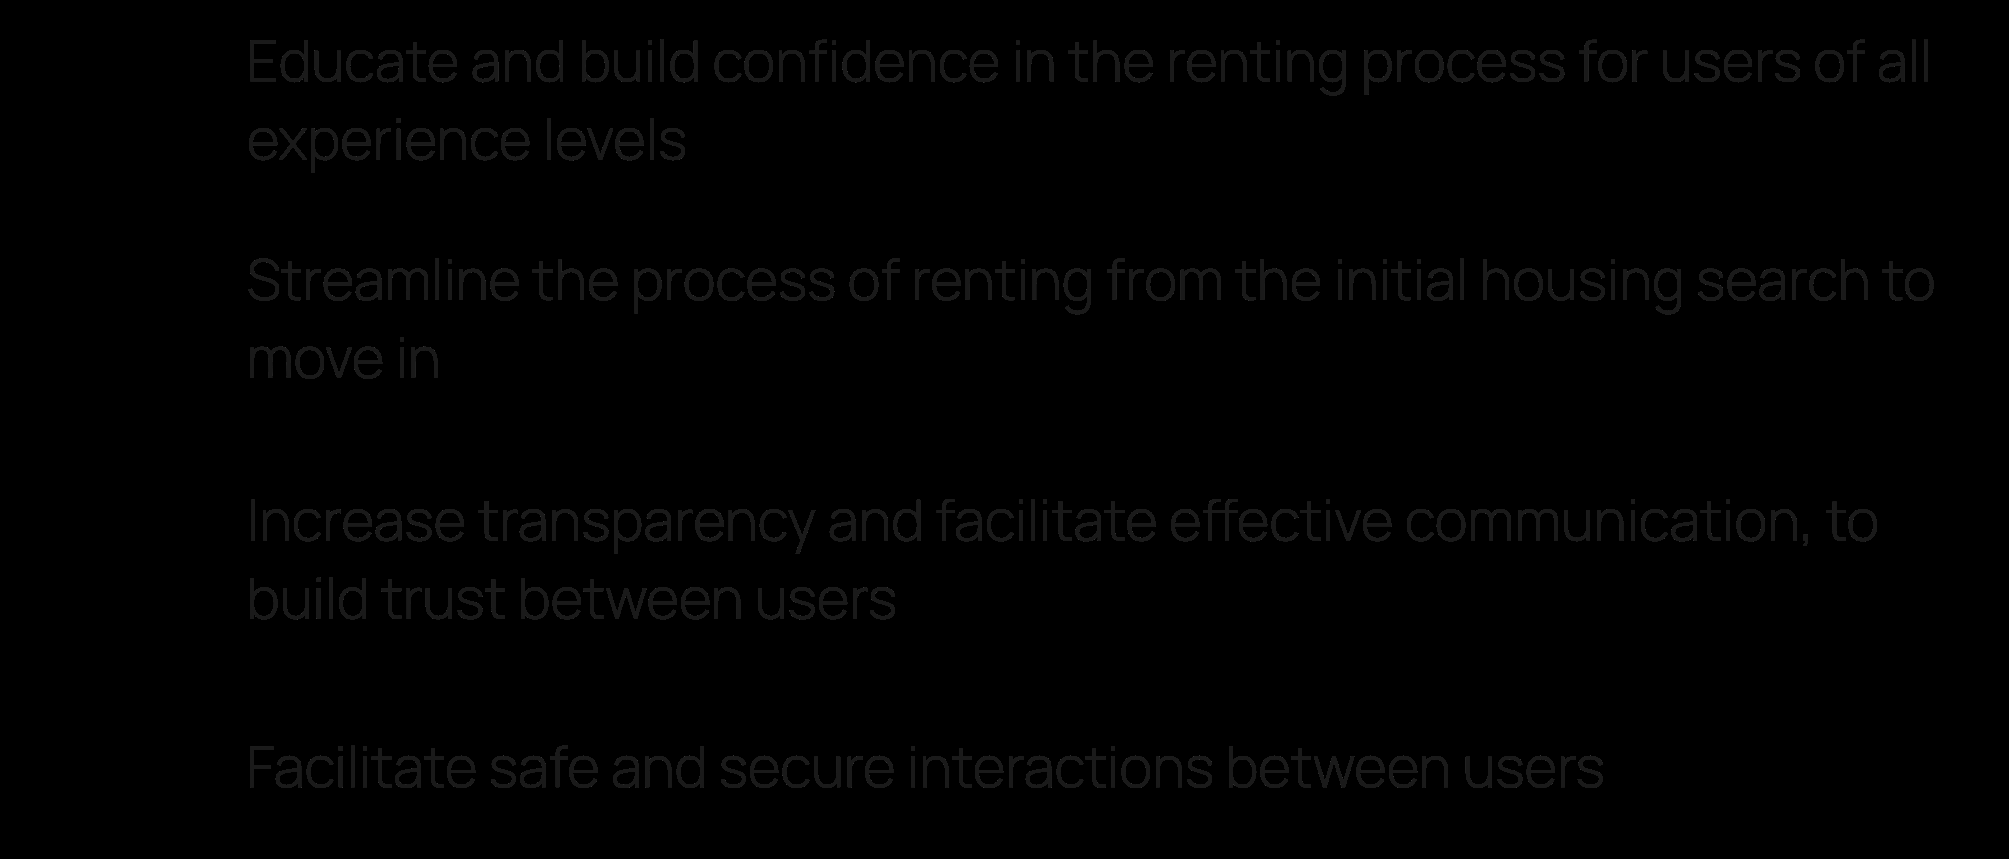 Educate and build confidence in the renting process for users of all
experience levels
Streamline the process of renting from the initial housing search to
move in
Increase transparency and facilitate effective communication, to
build trust between users
Facilitate safe and secure interactions between users